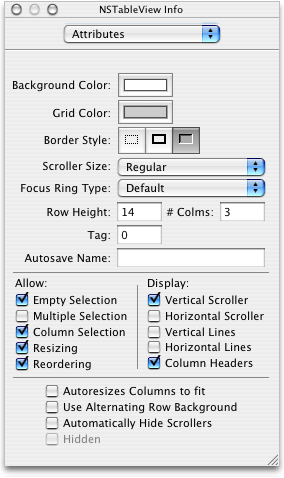 NSTableView Info
Attributes
Background Color:
Grid Color:
Border Style:
Scroller Size: Regular
Focus Ring Type: Default
Row Height: 14 # Colms: 3
Tag: 0
Autosave Name:
Allow: Display:
Empty Selection Vertical Scroller
Multiple Selection Horizontal Scroller
Column Selection Vertical Lines
Resizing Horizontal Lines
Reordering Column Headers
Autoresizes Columns to fit
Use Alternating Row Background
Automatically Hide Scrollers
Hidden